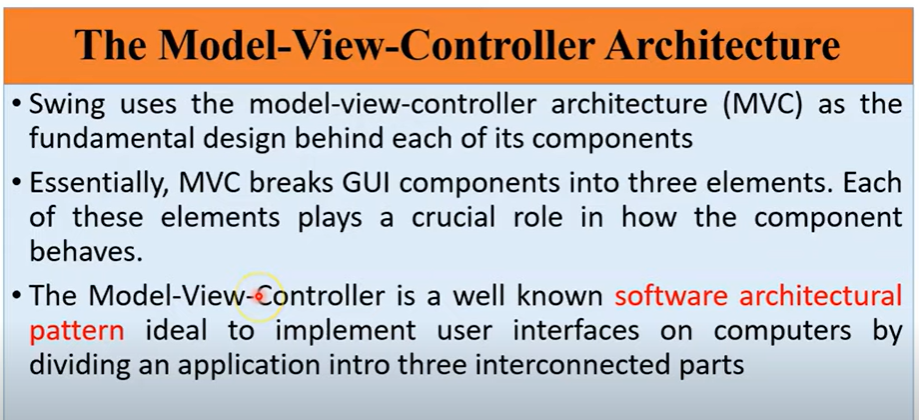 The Model-View-Controller Architecture
• Swing uses the model-view-controller architecture (MVC) as the
fundamental design behind each of its components
• Essentially, MVC breaks GUI components into three elements. Each
of these elements plays a crucial role in how the component
behaves.
• The Model-View-Controller is a well known software architectural
pattern ideal to implement user interfaces on computers by
dividing an application intro three interconnected parts